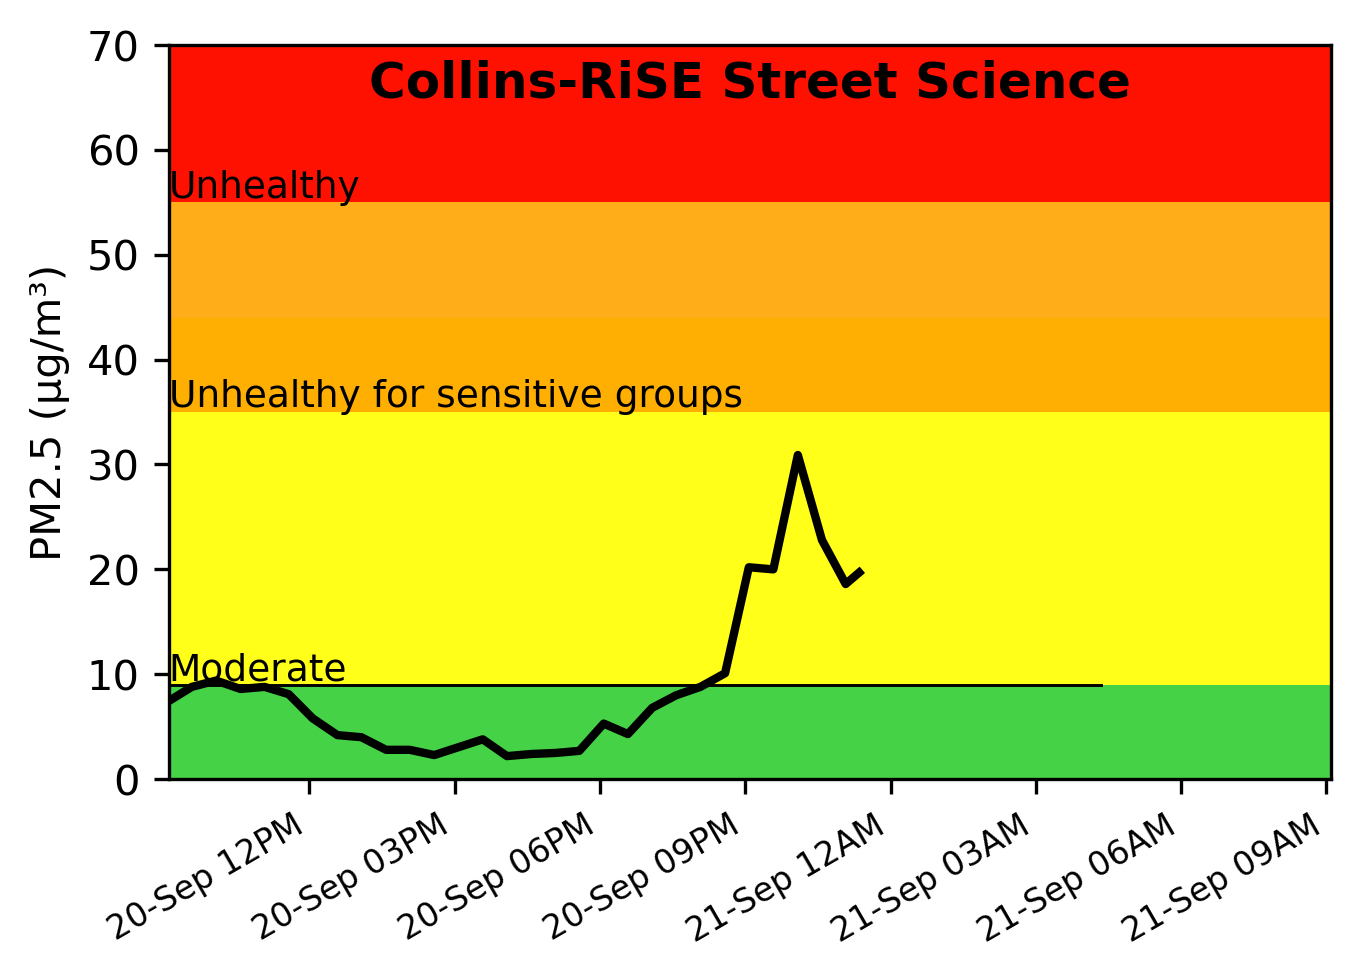 Collins-RiSE Street Science
70
60
Unhealthy
50
40
Unhealthy for sensitive groups
30
20
Moderate
10
0
PM2.5 (µg/m³)
20-Sep 12PM
20-Sep 03PM
20-Sep 06PM
20-Sep 09PM
21-Sep 12AM
21-Sep 03AM
21-Sep 06AM
21-Sep 09AM